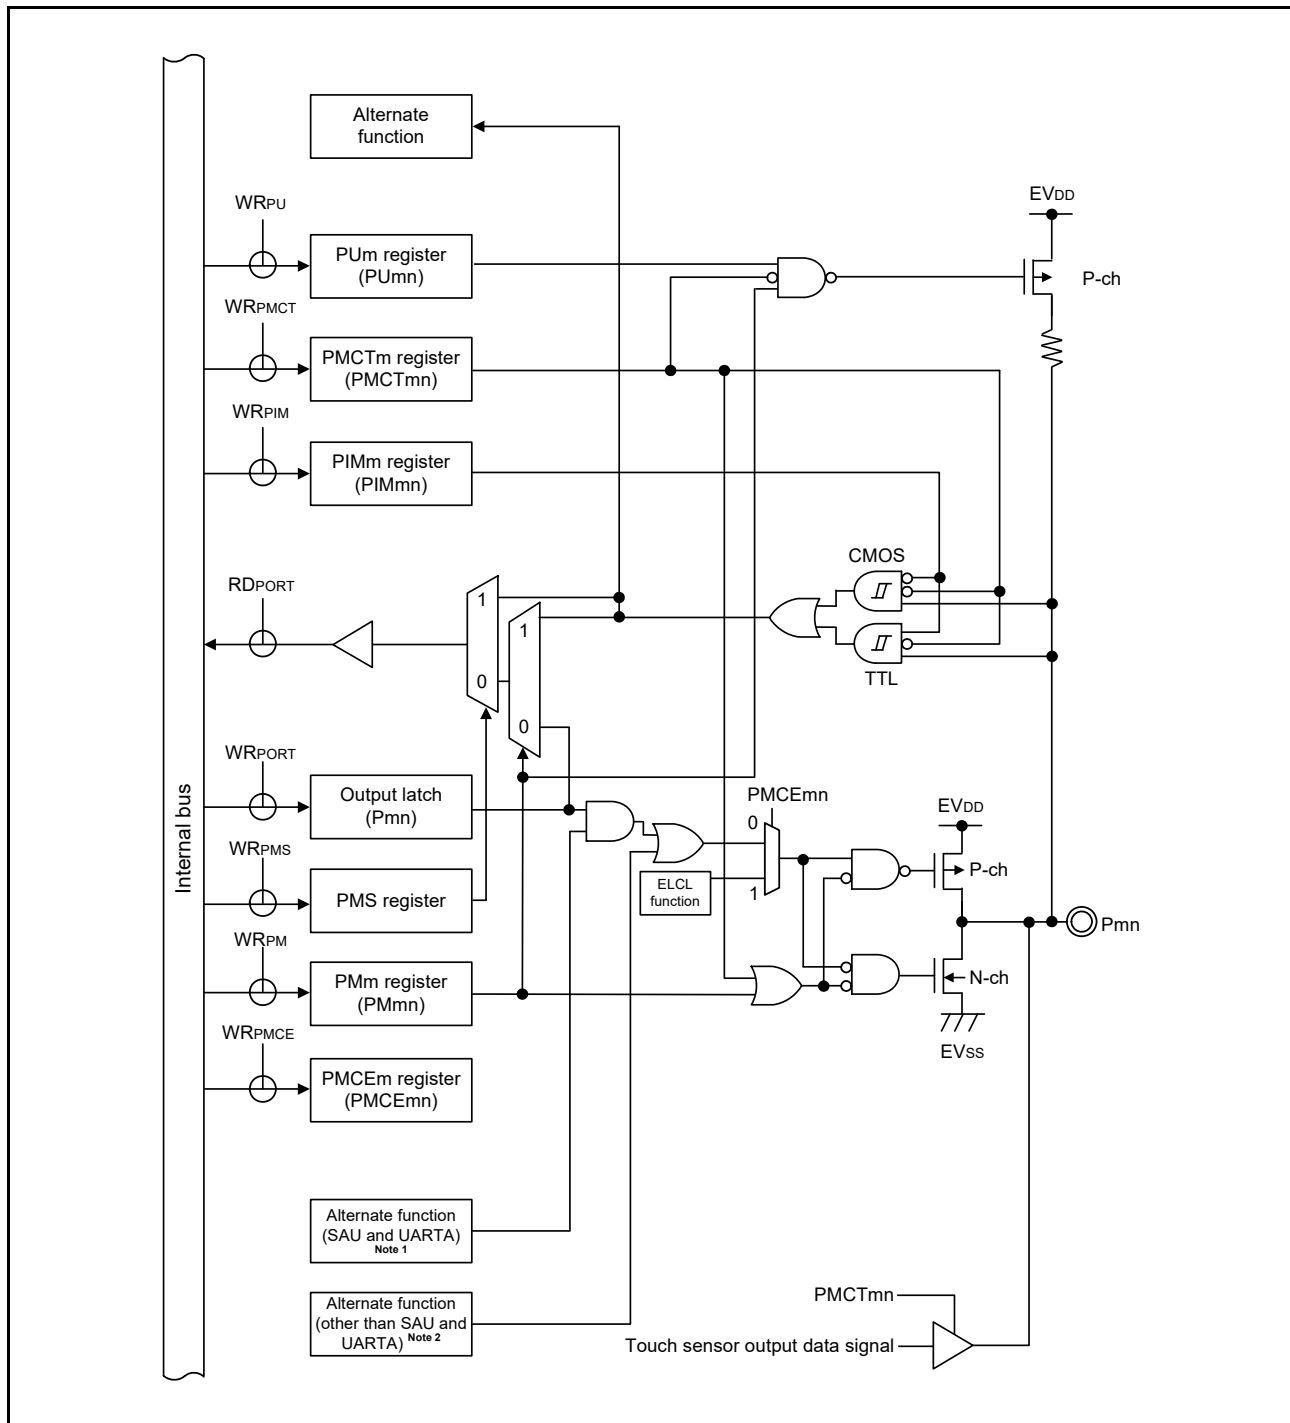 Alternate
function
EVDD
WRPU
PUm register
(PUmn)
P-ch
WRPMCT
PMCTm register
(PMCTmn)
WRPIM
PIMm register
(PIMmn)
CMOS
RDPORT
1
1
TTL
0
0
WRPORT
Output latch
(Pmn)
PMCEmn
EVDD
0
Internal bus
WRPMS
PMS register
ELCL
function
1
P-ch
Pmn
WRPM
PMm register
(PMmn)
N-ch
EVSS
WRPMCE
PMCEm register
(PMCEmn)
Alternate function
(SAU and UARTA)
Note 1
Alternate function
(other than SAU and
UARTA) Note 2
PMCTmn
Touch sensor output data signal